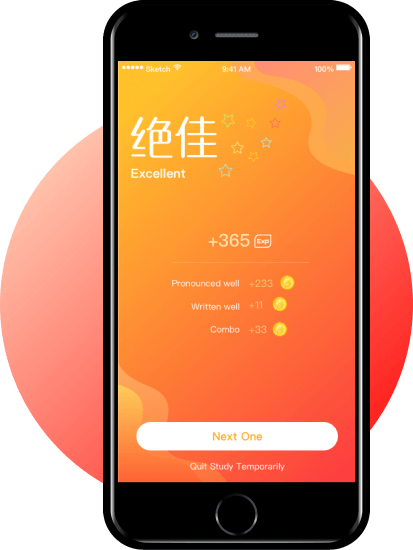 Sketch 9:41 AM 100%
绝佳
Excellent
+365 Exp
Pronounced well +233
Written well +11
Combo +33
Next One
Quit Study Temporarily